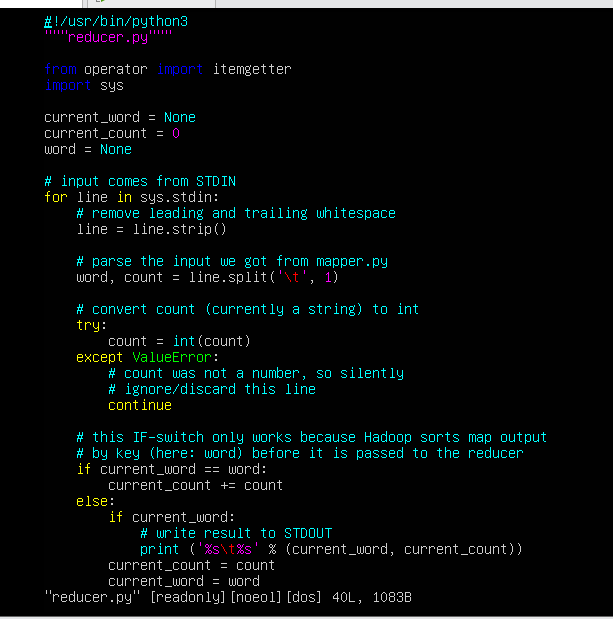 #!/usr/bin/python3
"""reducer.py"""

from operator import itemgetter
import sys

current_word = None
current_count = 0
word = None

# input comes from STDIN
for line in sys.stdin:
    # remove leading and trailing whitespace
    line = line.strip()

    # parse the input we got from mapper.py
    word, count = line.split('\t', 1)

    # convert count (currently a string) to int
    try:
        count = int(count)
    except ValueError:
        # count was not a number, so silently
        # ignore/discard this line
        continue

    # this IF-switch only works because Hadoop sorts map output
    # by key (here: word) before it is passed to the reducer
    if current_word == word:
        current_count += count
    else:
        if current_word:
            # write result to STDOUT
            print ('%s\t%s' % (current_word, current_count))
        current_count = count
        current_word = word
"reducer.py" [readonly][noeol][dos] 40L, 1083B